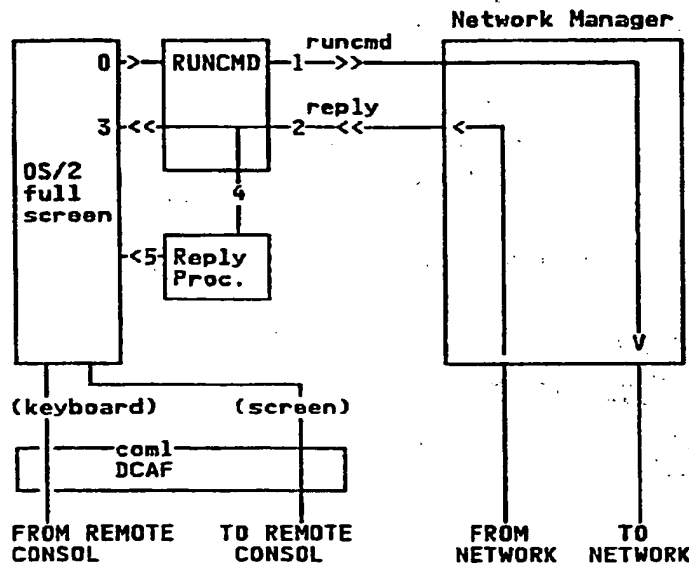 Network Manager
runcmd
0 > RUNCMD 1 >>
reply
3 << 2 << <
OS/2
full
screen
4
<5 Reply
Proc.
V
(keyboard) (screen)
com1
DCAF
FROM REMOTE
CONSOL
TO REMOTE
CONSOL
FROM
NETWORK
TO
NETWORK